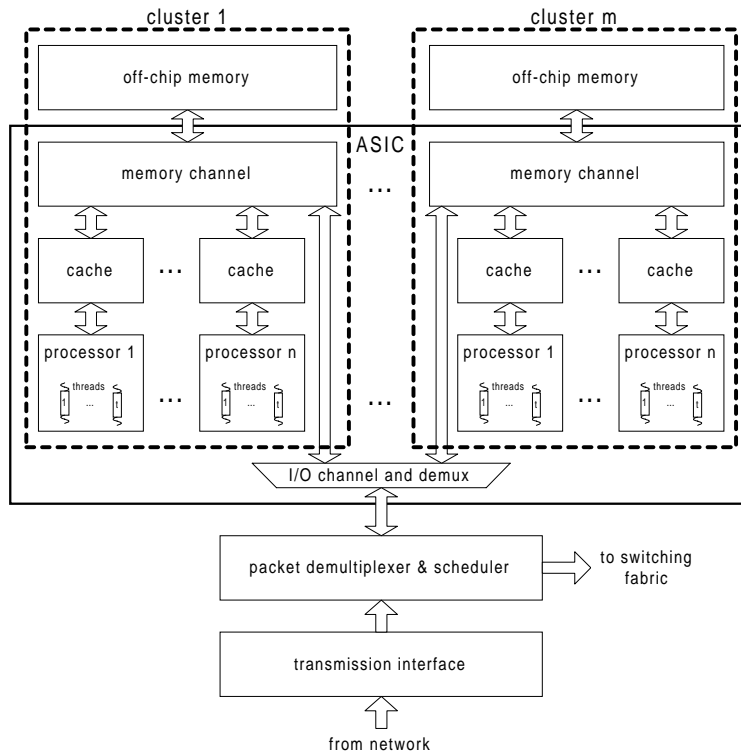 cluster 1
cluster m
off-chip memory
off-chip memory
ASIC
memory channel
...
memory channel
cache
...
cache
cache
...
cache
processor 1
processor n
processor 1
processor n
threads
1
...
t
...
threads
1
...
t
...
threads
1
...
t
...
threads
1
...
t
I/O channel and demux
packet demultiplexer & scheduler
to switching
fabric
transmission interface
from network